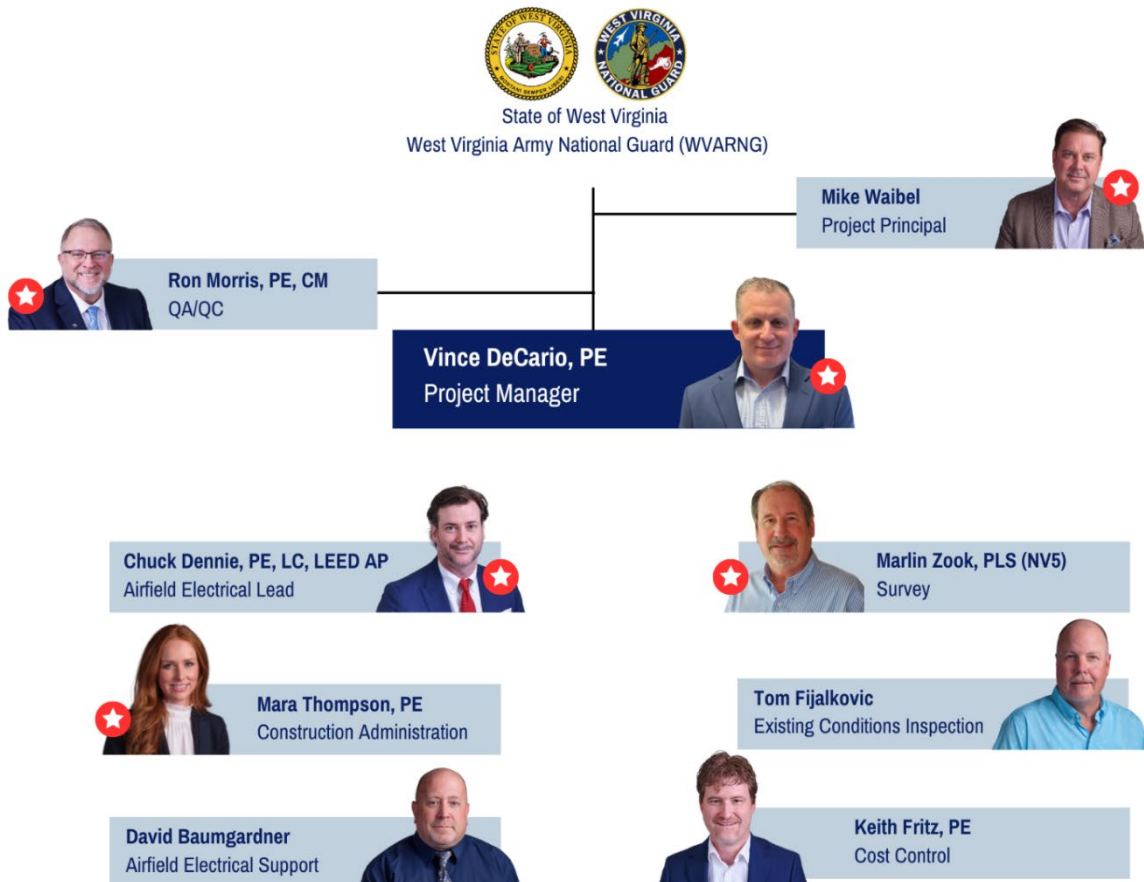 STATE OF WEST VIRGINIA
MONTANI SEMPER LIBERI
WEST VIRGINIA
NATIONAL GUARD
State of West Virginia
West Virginia Army National Guard (WVARNG)
Mike Waibel
Project Principal
Ron Morris, PE, CM
QA/QC
Vince DeCario, PE
Project Manager
Chuck Dennie, PE, LC, LEED AP
Airfield Electrical Lead
Marlin Zook, PLS (NV5)
Survey
Mara Thompson, PE
Construction Administration
Tom Fijalkovic
Existing Conditions Inspection
David Baumgardner
Airfield Electrical Support
Keith Fritz, PE
Cost Control